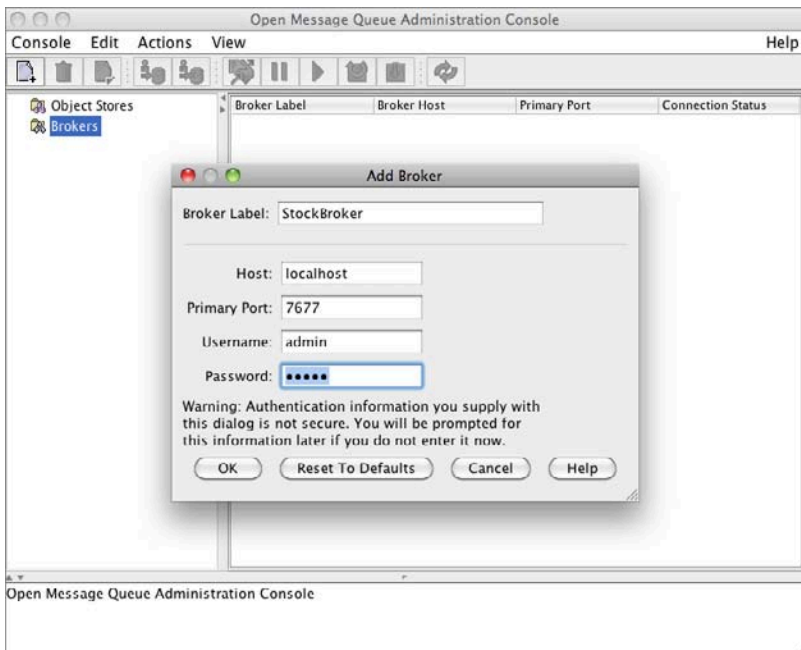 Open Message Queue Administration Console
Console Edit Actions View Help
Object Stores
Brokers
Broker Label Broker Host Primary Port Connection Status
Add Broker
Broker Label: StockBroker
Host: localhost
Primary Port: 7677
Username: admin
Password: •••••
Warning: Authentication information you supply with
this dialog is not secure. You will be prompted for
this information later if you do not enter it now.
OK Reset To Defaults Cancel Help
Open Message Queue Administration Console